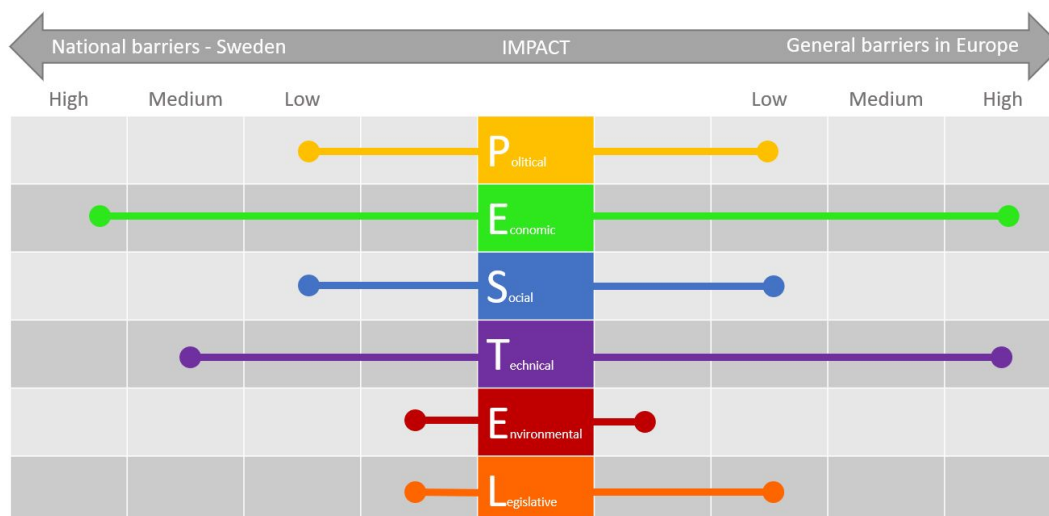 National barriers - Sweden IMPACT General barriers in Europe
High Medium Low Low Medium High
Political
Economic
Social
Technical
Environmental
Legislative